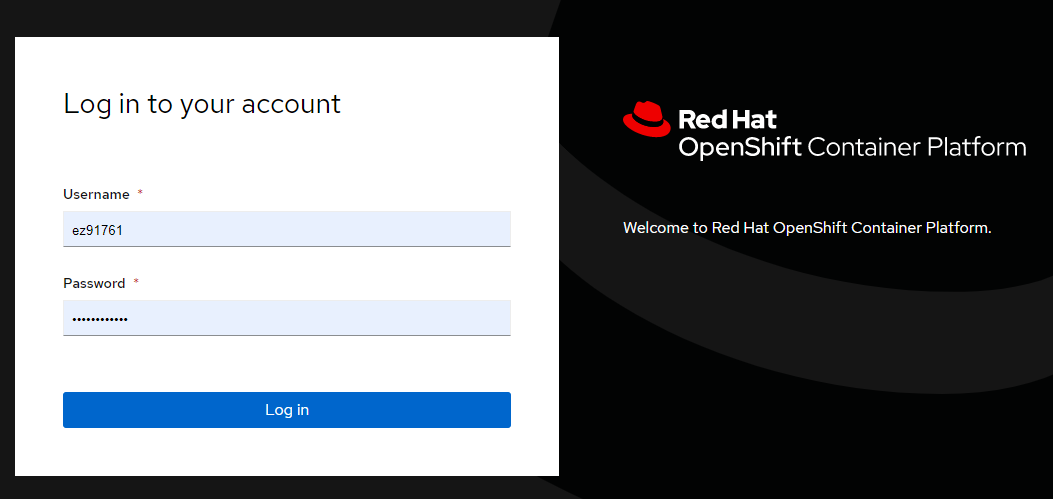 Log in to your account
Username *
ez91761
Password *
••••••••••••
Log in
Red Hat
OpenShift Container Platform
Welcome to Red Hat OpenShift Container Platform.